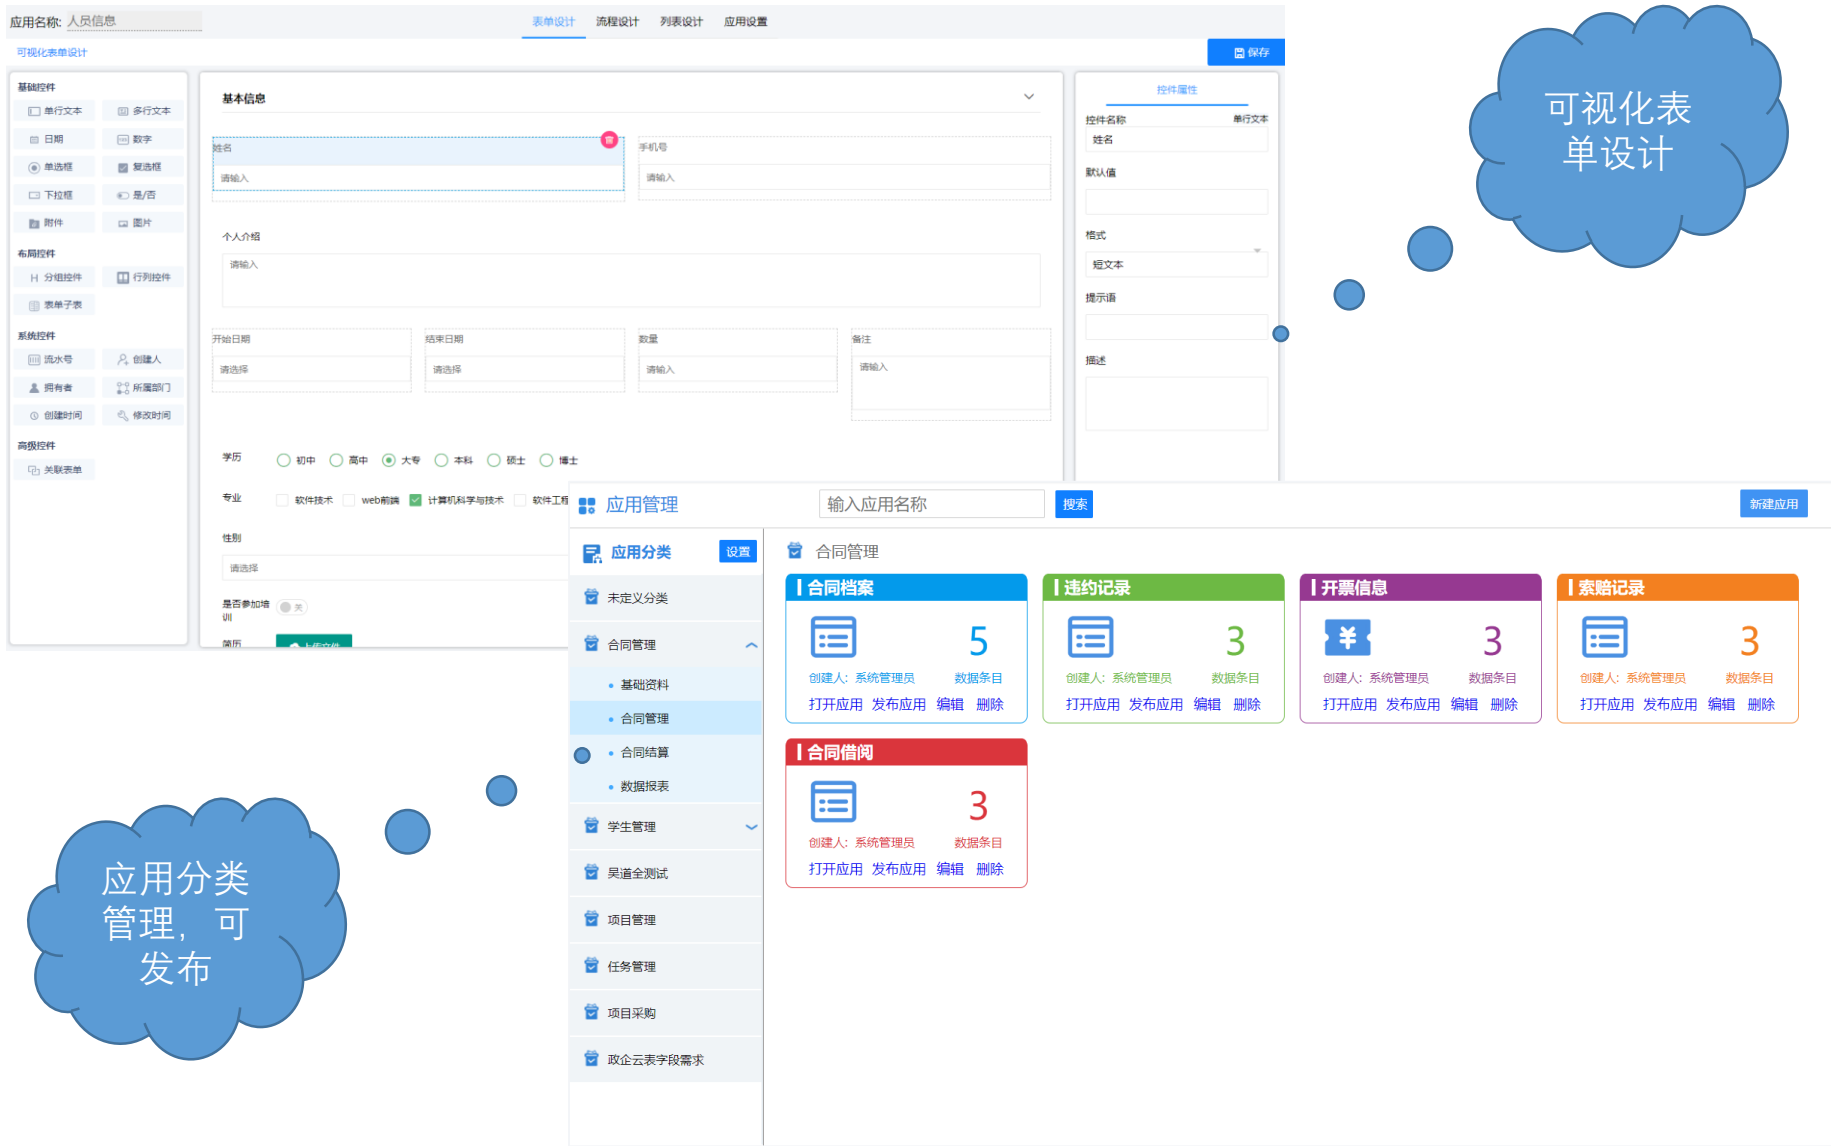 应用名称: 人员信息
表单设计 流程设计 列表设计 应用设置
可视化表单设计
保存
基础控件
单行文本 多行文本
日期 数字
单选框 复选框
下拉框 是/否
附件 图片
布局控件
分组控件 行列控件
表单子表
系统控件
流水号 创建人
拥有者 所属部门
创建时间 修改时间
高级控件
关联表单
基本信息
姓名
请输入
手机号
请输入
个人介绍
请输入
开始日期
请选择
结束日期
请选择
数量
请输入
备注
请输入
学历 初中 高中 大专 本科 硕士 博士
专业 软件技术 web前端 计算机科学与技术 软件工程
性别
请选择
是否参加培
训
关
简历
上传文件
控件属性
控件名称 单行文本
姓名
默认值
格式
短文本
提示语
描述
可视化表
单设计
应用管理
输入应用名称
搜索
新建应用
应用分类
设置
未定义分类
合同管理
基础资料
合同管理
合同结算
数据报表
学生管理
吴道全测试
项目管理
任务管理
项目采购
政企云表字段需求
合同管理
合同档案
5
创建人: 系统管理员 数据条目
打开应用 发布应用 编辑 删除
违约记录
3
创建人: 系统管理员 数据条目
打开应用 发布应用 编辑 删除
开票信息
3
创建人: 系统管理员 数据条目
打开应用 发布应用 编辑 删除
索赔记录
3
创建人: 系统管理员 数据条目
打开应用 发布应用 编辑 删除
合同借阅
3
创建人: 系统管理员 数据条目
打开应用 发布应用 编辑 删除
应用分类
管理，可
发布